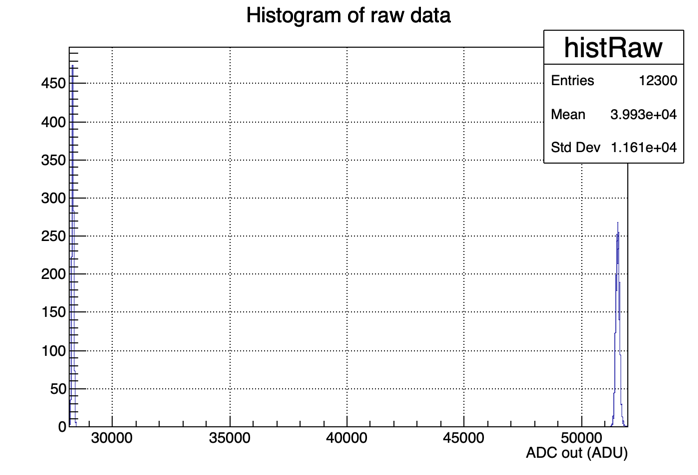 Histogram of raw data
histRaw
Entries 12300
Mean 3.993e+04
Std Dev 1.161e+04
450
400
350
300
250
200
150
100
50
0
30000 35000 40000 45000 50000
ADC out (ADU)